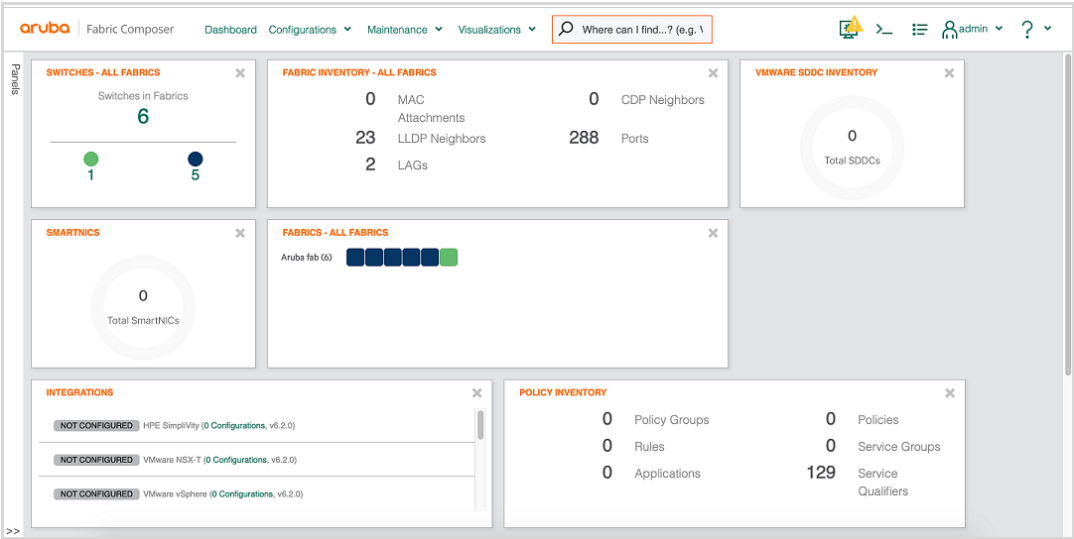 aruba Fabric Composer Dashboard Configurations Maintenance Visualizations Where can I find...? (e.g. V admin ?
Panels
SWITCHES - ALL FABRICS
Switches in Fabrics
6
1 5
FABRIC INVENTORY - ALL FABRICS
0 MAC Attachments 0 CDP Neighbors
23 LLDP Neighbors 288 Ports
2 LAGs
VMWARE SDDC INVENTORY
0
Total SDDCs
SMARTNICS
0
Total SmartNICs
FABRICS - ALL FABRICS
Aruba fab (6)
INTEGRATIONS
NOT CONFIGURED HPE SimpliVity (0 Configurations, v6.2.0)
NOT CONFIGURED VMware NSX-T (0 Configurations, v6.2.0)
NOT CONFIGURED VMware vSphere (0 Configurations, v6.2.0)
POLICY INVENTORY
0 Policy Groups 0 Policies
0 Rules 0 Service Groups
0 Applications 129 Service Qualifiers
>>